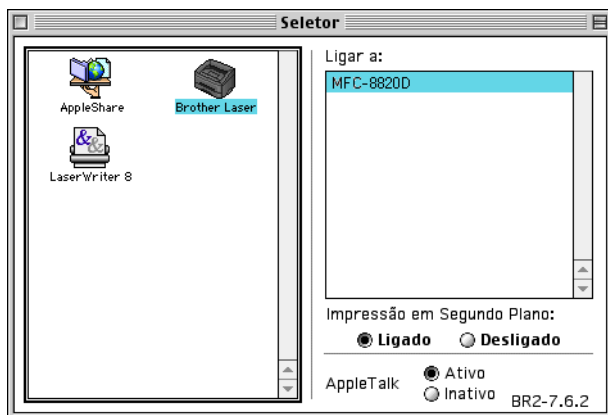 Seletor
AppleShare
Brother Laser
LaserWriter 8
Ligar a:
MFC-8820D
Impressão em Segundo Plano:
Ligado Desligado
AppleTalk
Ativo
Inativo
BR2-7.6.2